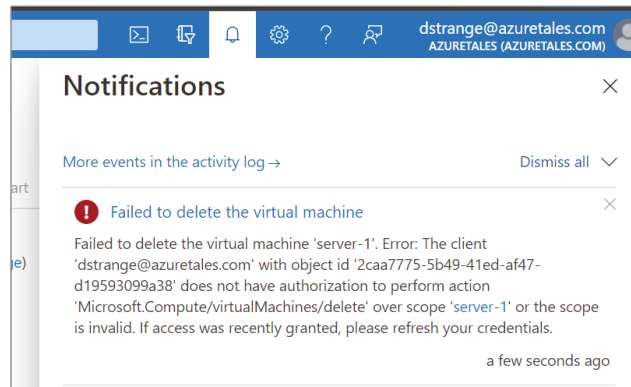 dstrange@azuretales.com
AZURETALES (AZURETALES.COM)
Notifications
More events in the activity log →
Dismiss all
art
Failed to delete the virtual machine
Failed to delete the virtual machine 'server-1'. Error: The client
ge)
'dstrange@azuretales.com' with object id '2caa7775-5b49-41ed-af47-
d19593099a38' does not have authorization to perform action
'Microsoft.Compute/virtualMachines/delete' over scope 'server-1' or the scope
is invalid. If access was recently granted, please refresh your credentials.
a few seconds ago